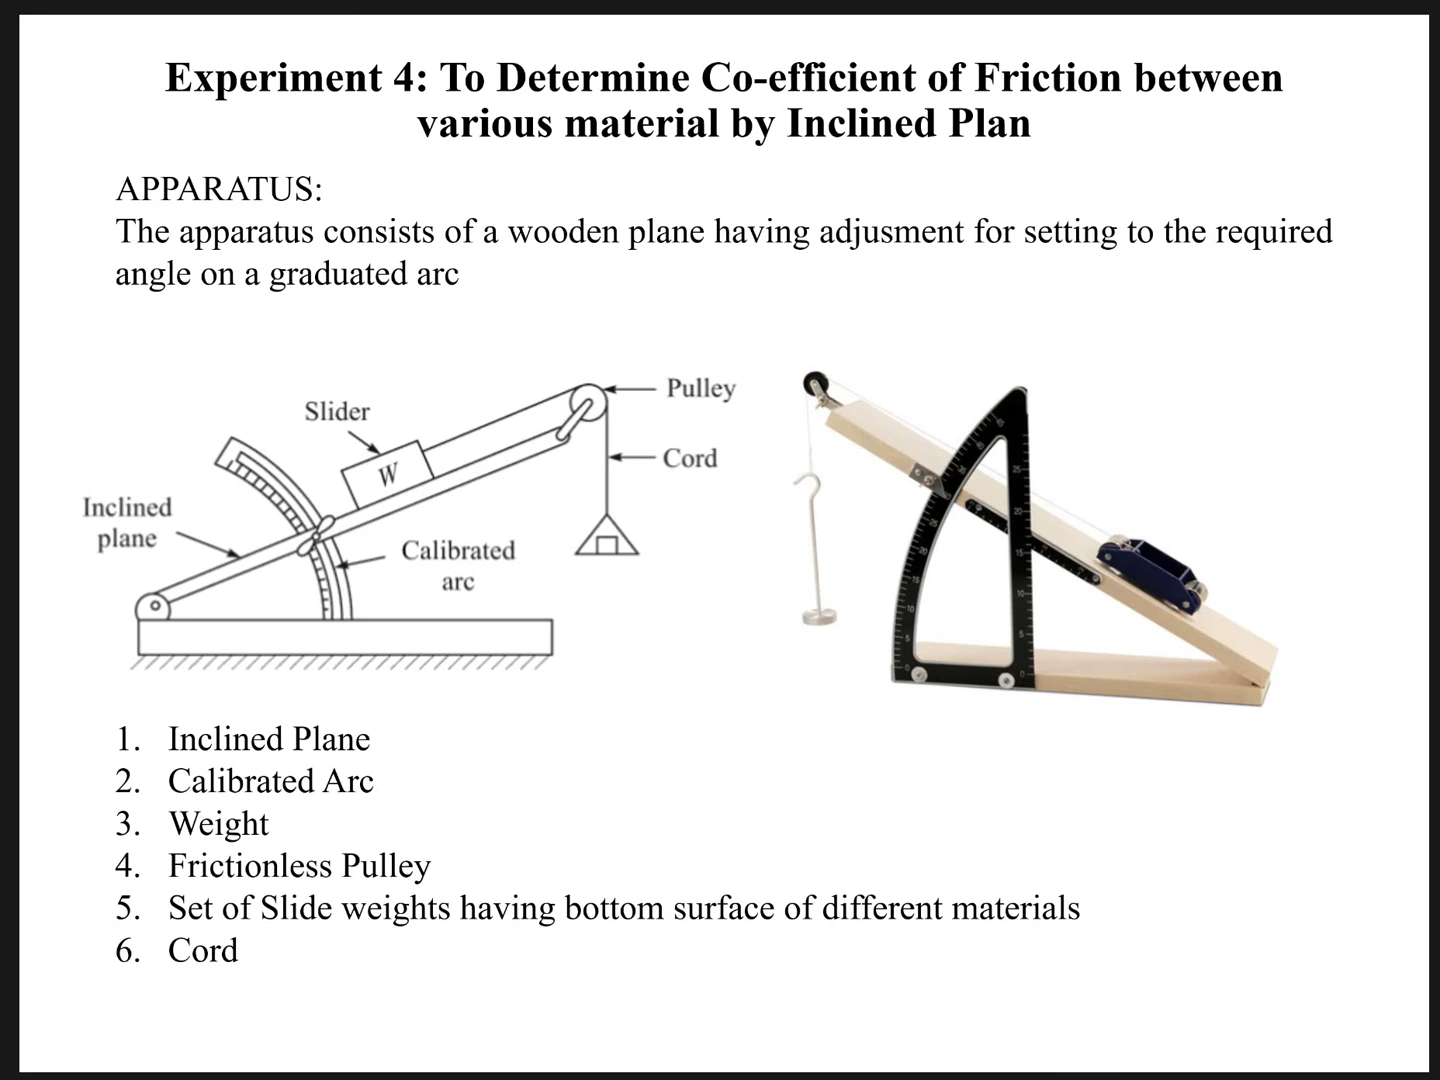 Experiment 4: To Determine Co-efficient of Friction between
various material by Inclined Plan
APPARATUS:
The apparatus consists of a wooden plane having adjusment for setting to the required
angle on a graduated arc
Pulley
Slider
Cord
W
Inclined
plane
Calibrated
arc
1. Inclined Plane
2. Calibrated Arc
3. Weight
4. Frictionless Pulley
5. Set of Slide weights having bottom surface of different materials
6. Cord